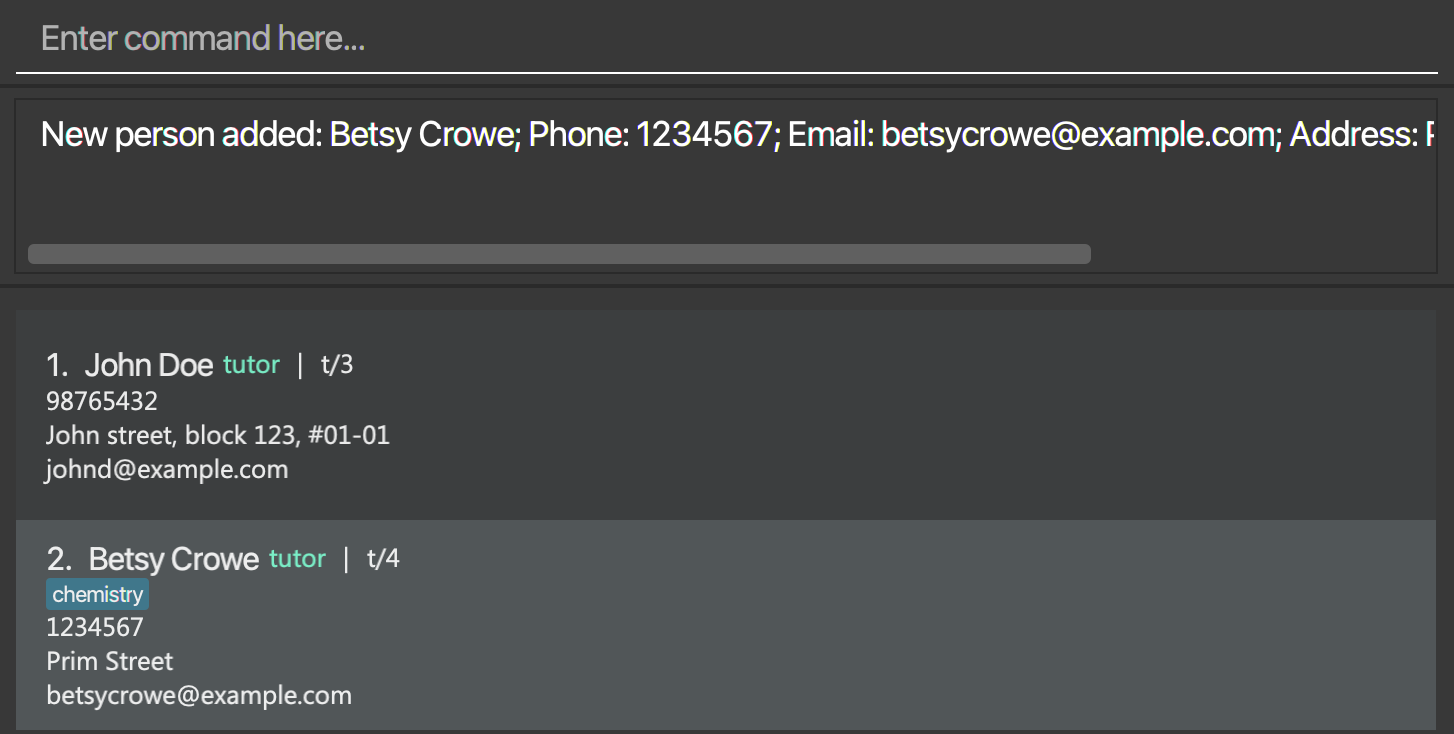 Enter command here...
New person added: Betsy Crowe; Phone: 1234567; Email: betsycrowe@example.com; Address:
1. John Doe tutor | t/3
98765432
John street, block 123, #01-01
johnd@example.com
2. Betsy Crowe tutor | t/4
chemistry
1234567
Prim Street
betsycrowe@example.com